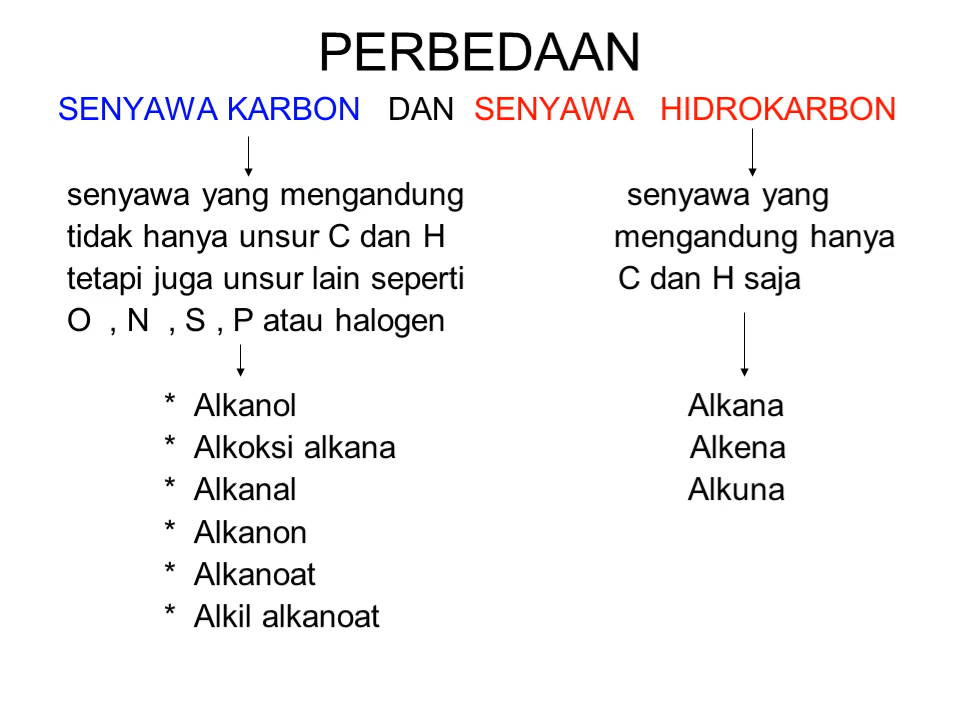 PERBEDAAN
SENYAWA KARBON DAN SENYAWA HIDROKARBON
senyawa yang mengandung senyawa yang
tidak hanya unsur C dan H mengandung hanya
tetapi juga unsur lain seperti C dan H saja
O , N , S , P atau halogen
* Alkanol Alkana
* Alkoksi alkana Alkena
* Alkanal Alkuna
* Alkanon
* Alkanoat
* Alkil alkanoat